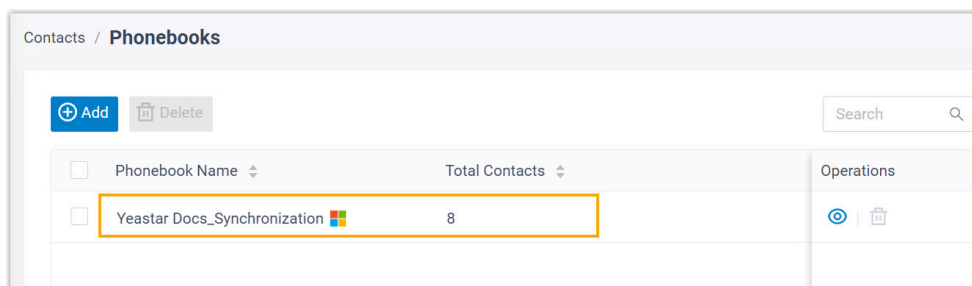 Contacts / Phonebooks
Add Delete Search
Phonebook Name Total Contacts Operations
Yeastar Docs_Synchronization 8